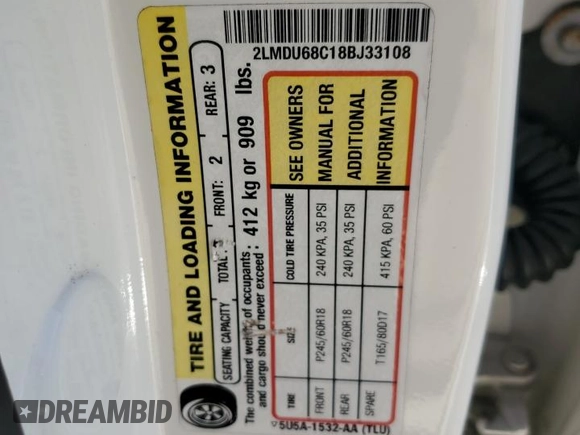 TIRE AND LOADING INFORMATION
SEATING CAPACITY TOTAL FRONT: 2 REAR: 3
The combined weight of occupants
and cargo should never exceed : 412 kg or 909 lbs.
TIRE SIZE COLD TIRE PRESSURE
FRONT P245/60R18 240 KPA, 35 PSI
REAR P245/60R18 240 KPA, 35 PSI
SPARE T165/80D17 415 KPA, 60 PSI
SEE OWNERS
MANUAL FOR
ADDITIONAL
INFORMATION
5U5A-1532-AA (TLU)
2LMDU68C18BJ33108
DREAMBID